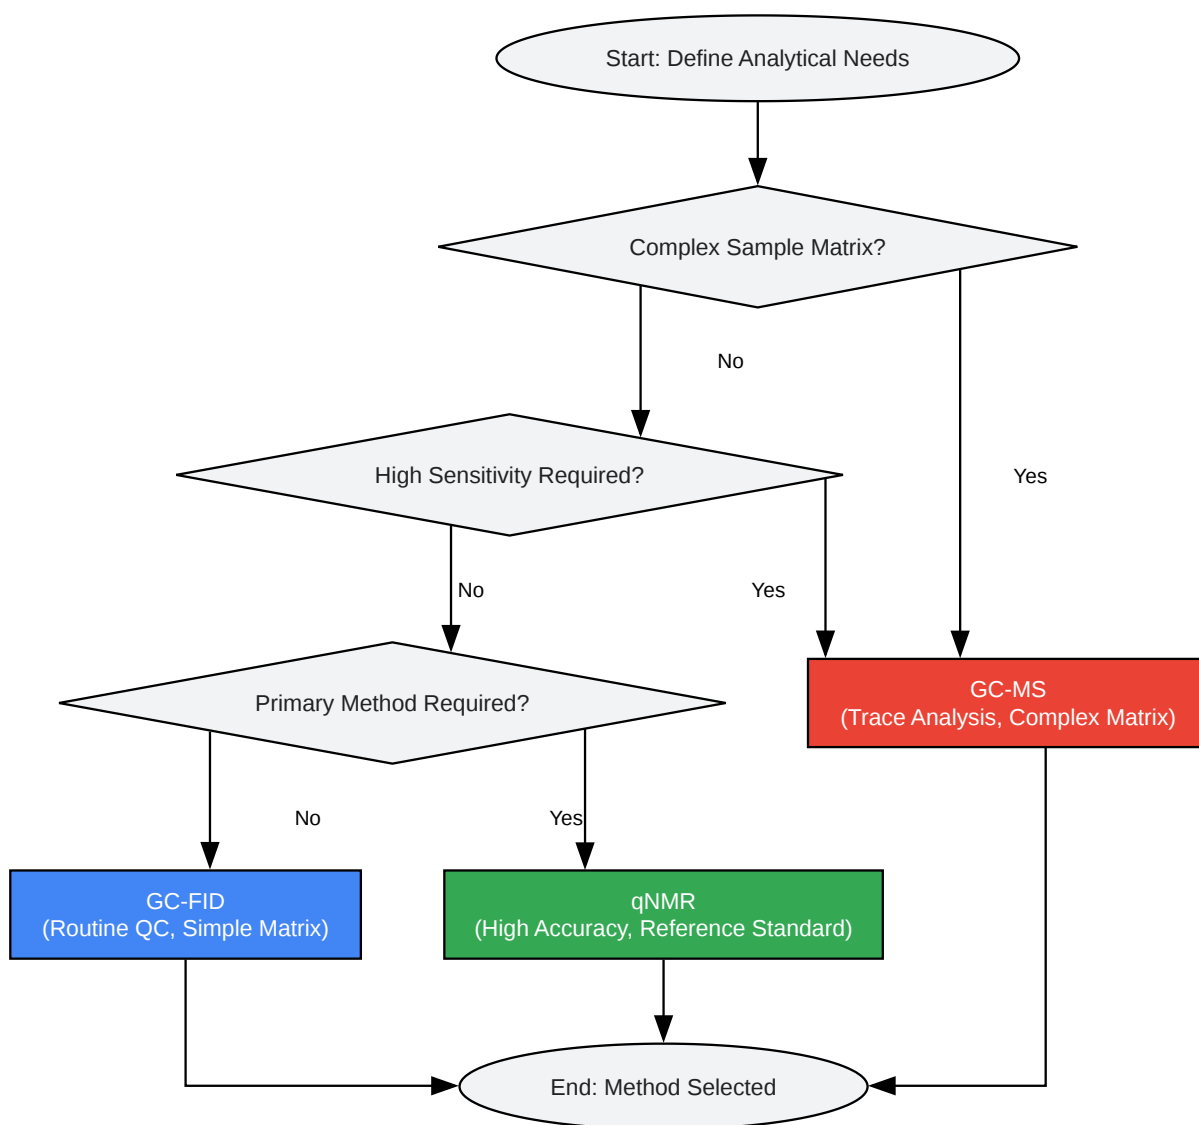 Start: Define Analytical Needs
Complex Sample Matrix?
No
High Sensitivity Required?
Yes
No
Yes
GC-MS
(Trace Analysis, Complex Matrix)
Primary Method Required?
No
Yes
GC-FID
(Routine QC, Simple Matrix)
qNMR
(High Accuracy, Reference Standard)
End: Method Selected